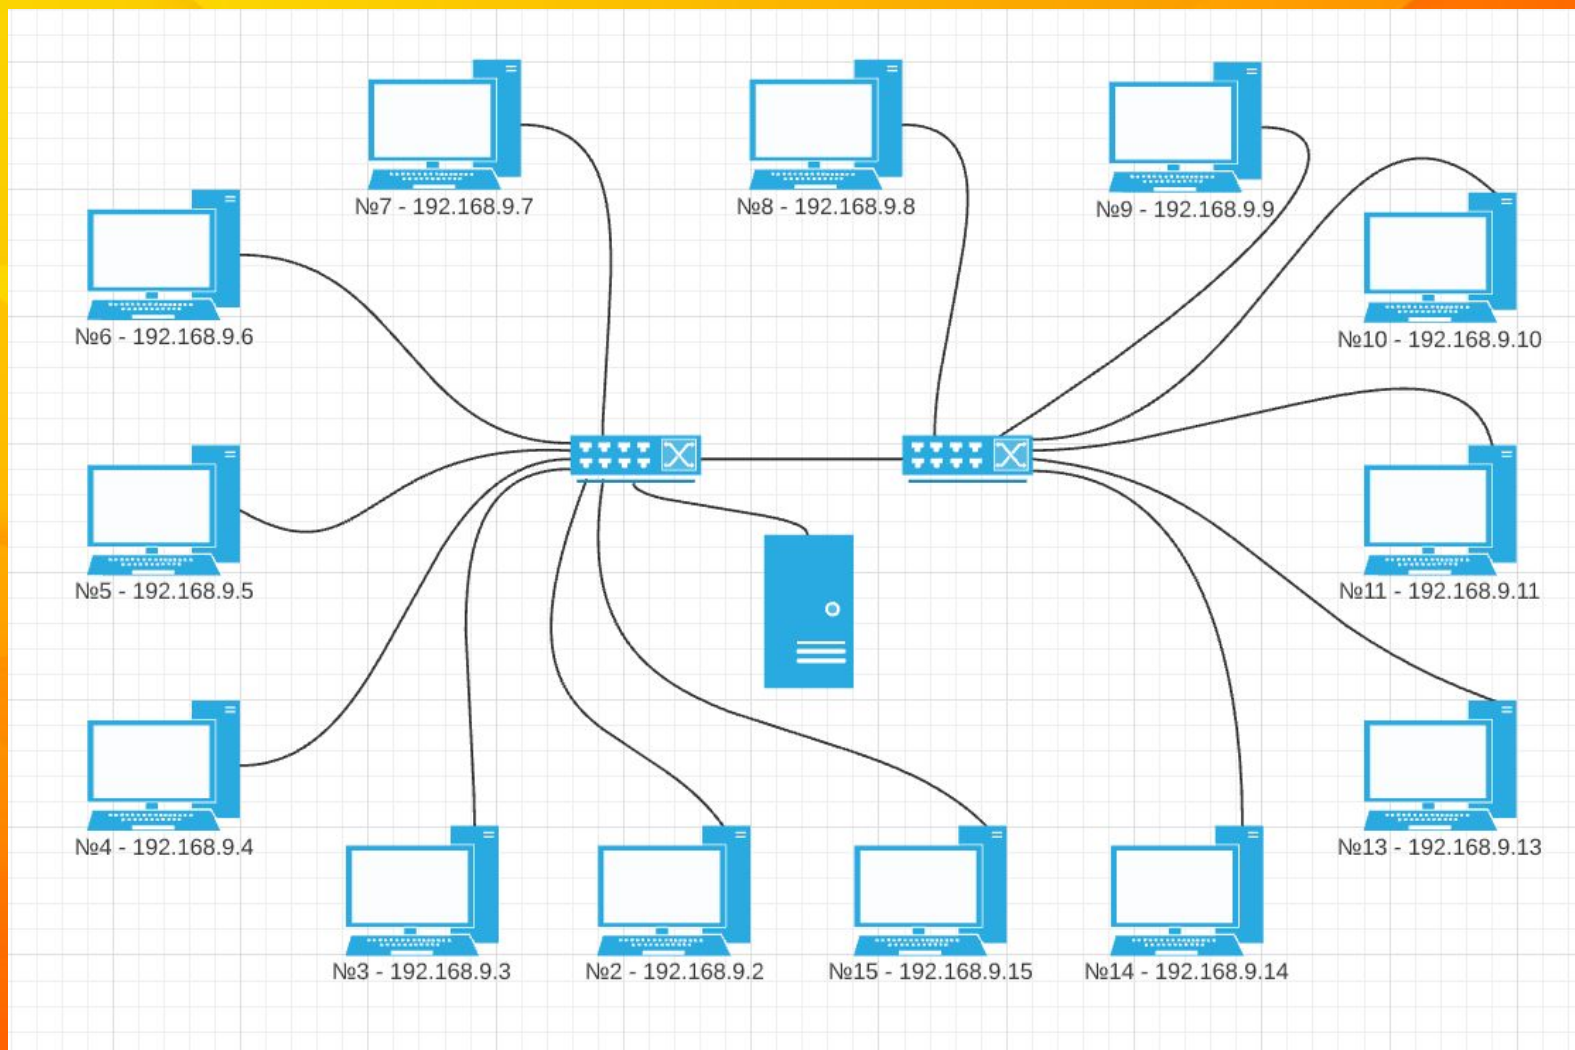 №7 - 192.168.9.7
№8 - 192.168.9.8
№9 - 192.168.9.9
№6 - 192.168.9.6
№10 - 192.168.9.10
№5 - 192.168.9.5
№11 - 192.168.9.11
№4 - 192.168.9.4
№13 - 192.168.9.13
№3 - 192.168.9.3
№2 - 192.168.9.2
№15 - 192.168.9.15
№14 - 192.168.9.14